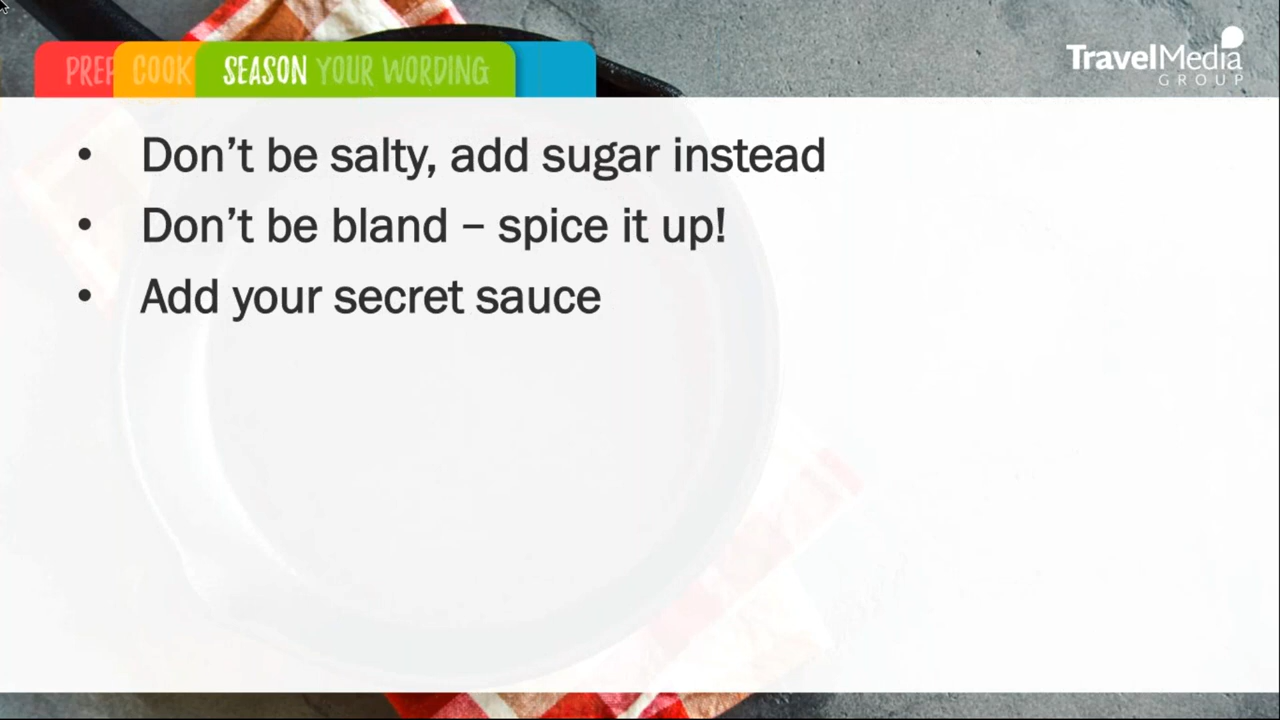 PREP COOK SEASON YOUR WORDING
TravelMedia
GROUP
• Don’t be salty, add sugar instead
• Don’t be bland – spice it up!
• Add your secret sauce